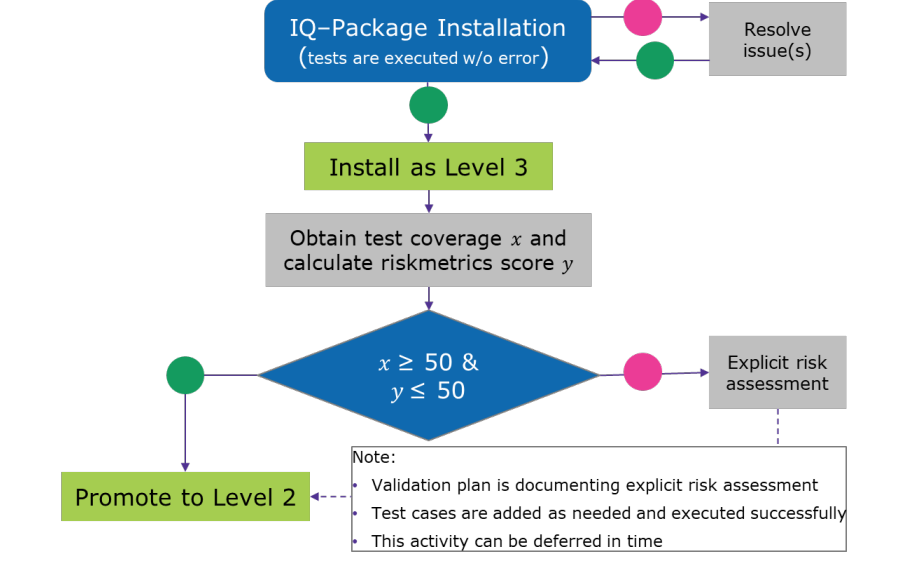 IQ–Package Installation
(tests are executed w/o error)
Resolve
issue(s)
Install as Level 3
Obtain test coverage x and
calculate riskmetrics score y
x ≥ 50 &
y ≤ 50
Explicit risk
assessment
Promote to Level 2
Note:
• Validation plan is documenting explicit risk assessment
• Test cases are added as needed and executed successfully
• This activity can be deferred in time